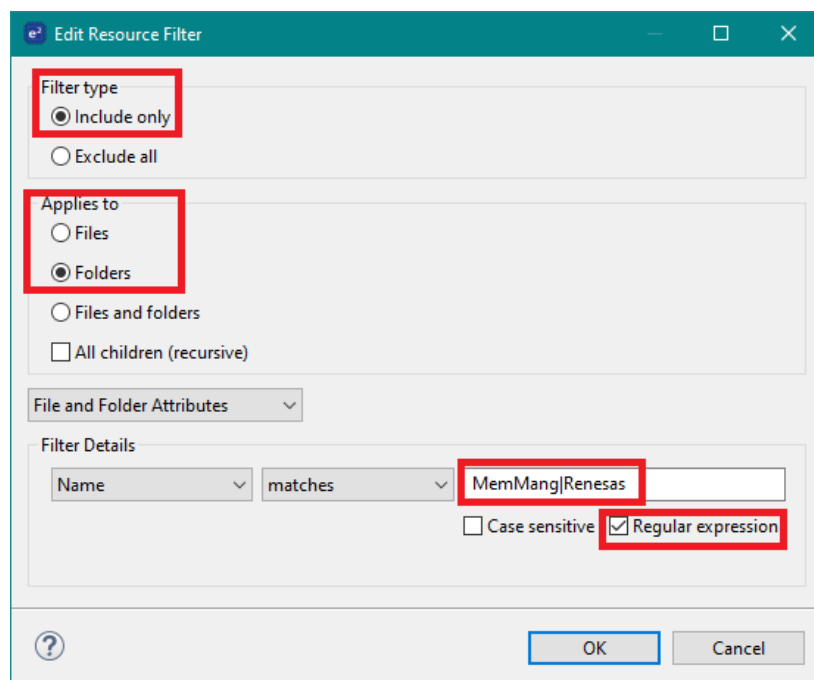 e² Edit Resource Filter
Filter type
Include only
Exclude all
Applies to
Files
Folders
Files and folders
All children (recursive)
File and Folder Attributes
Filter Details
Name matches MemMang|Renesas
Case sensitive Regular expression
? OK Cancel